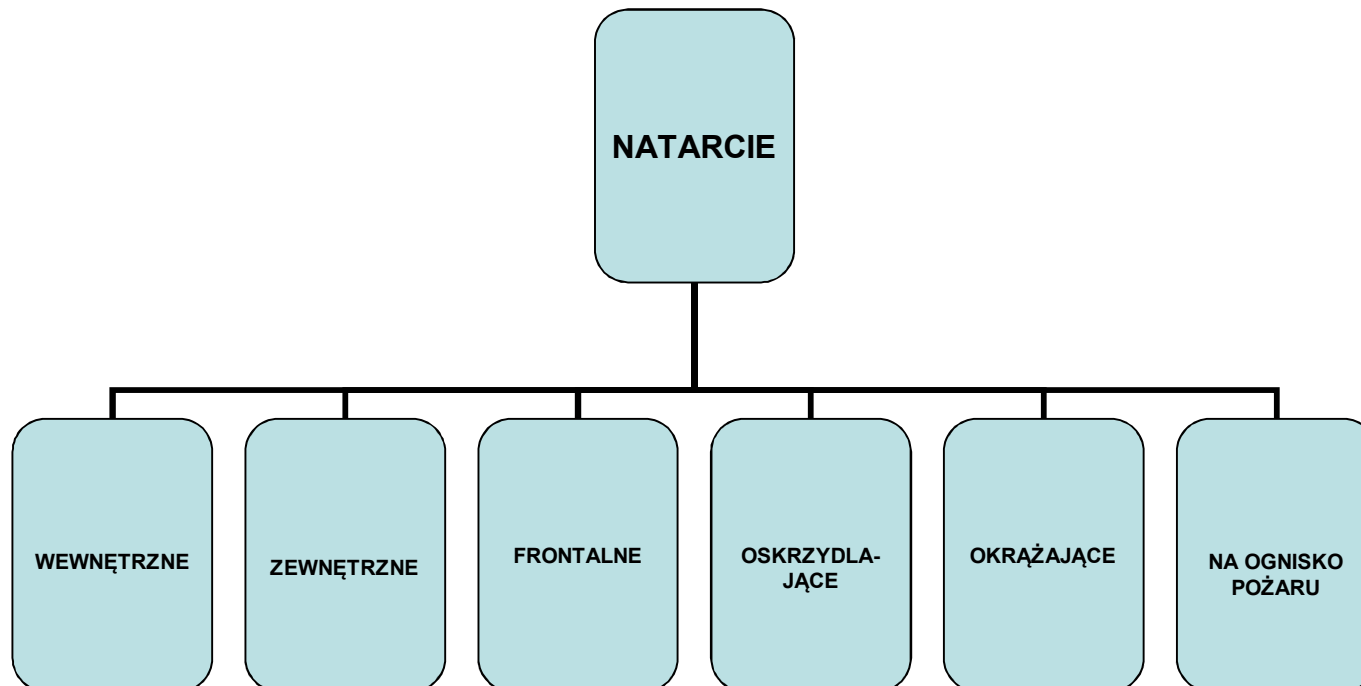 NATARCIE
WEWNĘTRZNE
ZEWNĘTRZNE
FRONTALNE
OSKRZYDLA-
JĄCE
OKRĄŻAJĄCE
NA OGNISKO
POŻARU